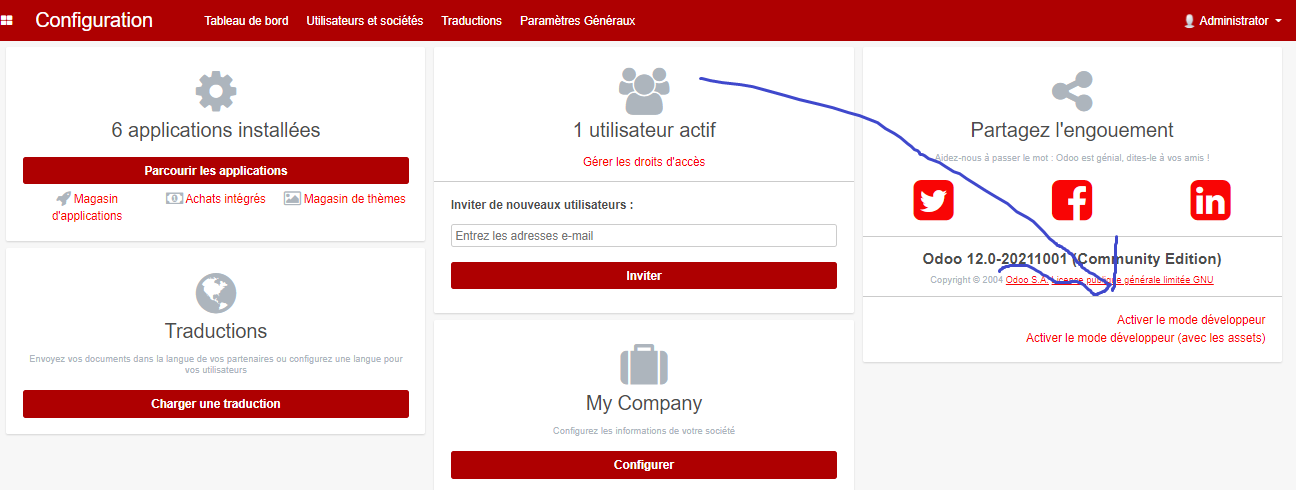 Configuration
Tableau de bord
Utilisateurs et sociétés
Traductions
Paramètres Généraux
Administrator
6 applications installées
Parcourir les applications
Magasin
d'applications
Achats intégrés
Magasin de thèmes
Traductions
Envoyez vos documents dans la langue de vos partenaires ou configurez une langue pour
vos utilisateurs
Charger une traduction
1 utilisateur actif
Gérer les droits d'accès
Inviter de nouveaux utilisateurs :
Entrez les adresses e-mail
Inviter
My Company
Configurez les informations de votre société
Configurer
Partagez l'engouement
Aidez-nous à passer le mot : Odoo est génial, dites-le à vos amis !
Odoo 12.0-20211001 (Community Edition)
Copyright © 2004 Odoo S.A. License publique générale limitée GNU
Activer le mode développeur
Activer le mode développeur (avec les assets)